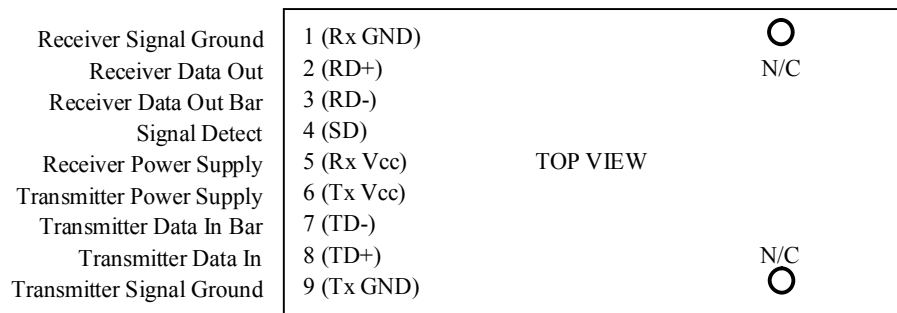 Receiver Signal Ground 1 (Rx GND)
Receiver Data Out 2 (RD+) N/C
Receiver Data Out Bar 3 (RD-)
Signal Detect 4 (SD)
Receiver Power Supply 5 (Rx Vcc) TOP VIEW
Transmitter Power Supply 6 (Tx Vcc)
Transmitter Data In Bar 7 (TD-)
Transmitter Data In 8 (TD+) N/C
Transmitter Signal Ground 9 (Tx GND)